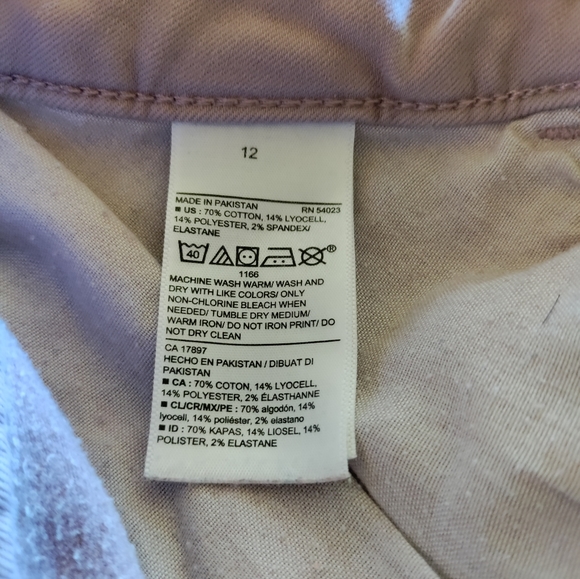 12
MADE IN PAKISTAN RN 54023
■ US : 70% COTTON, 14% LYOCELL,
14% POLYESTER, 2% SPANDEX/
ELASTANE
40 ®
1166
MACHINE WASH WARM/ WASH AND
DRY WITH LIKE COLORS/ ONLY
NON-CHLORINE BLEACH WHEN
NEEDED/ TUMBLE DRY MEDIUM/
WARM IRON/ DO NOT IRON PRINT/ DO
NOT DRY CLEAN
CA 17897
HECHO EN PAKISTAN / DIBUAT DI
PAKISTAN
■ CA : 70% COTON, 14% LYOCELL,
14% POLYESTER, 2% ÉLASTHANNE
■ CL/CR/MX/PE : 70% algodón, 14%
lyocell, 14% poliéster, 2% elastano
■ ID : 70% KAPAS, 14% LIOSEL, 14%
POLISTER, 2% ELASTANE